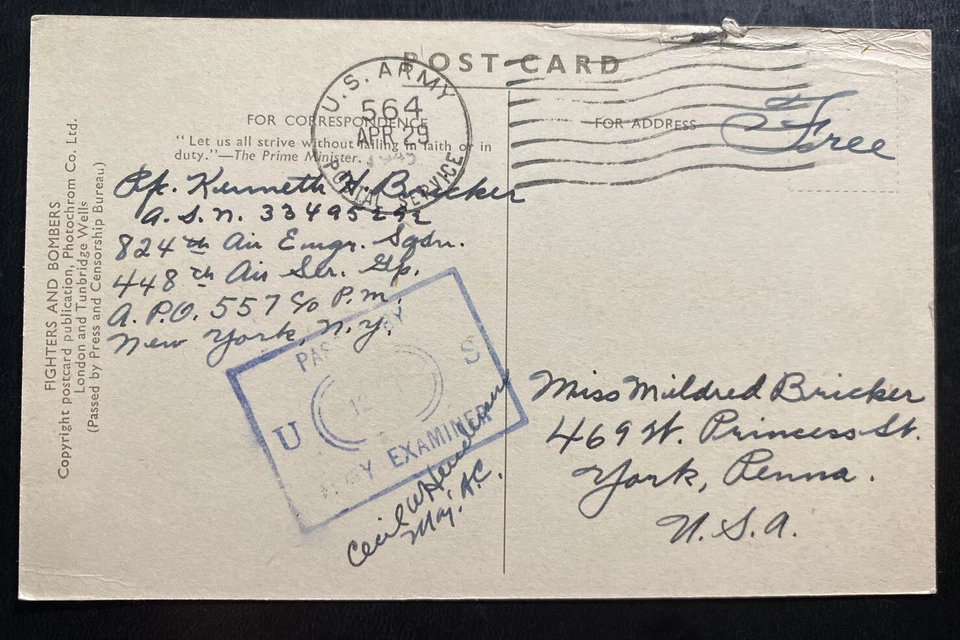 POST CARD
U.S. ARMY
564
APR 29
1945
POSTAL SERVICE
FOR CORRESPONDENCE
FOR ADDRESS
Free
"Let us all strive without failing in faith or in
duty."—The Prime Minister.
Kenneth H. Bricker
A.S.N. 33495292
824th Air Engr. Sqdn.
448th Air Ser. Gp.
A.P.O. 557 c/o P.M.
New York, N.Y.
FIGHTERS AND BOMBERS
Copyright postcard publication, Photochrom Co. Ltd.
London and Tunbridge Wells
(Passed by Press and Censorship Bureau)
PASSED BY
U S
ARMY EXAMINER
Cecil W Henderson
Maj. A.C.
Miss Mildred Bricker
469 W. Princess St.
York, Penna.
U.S.A.